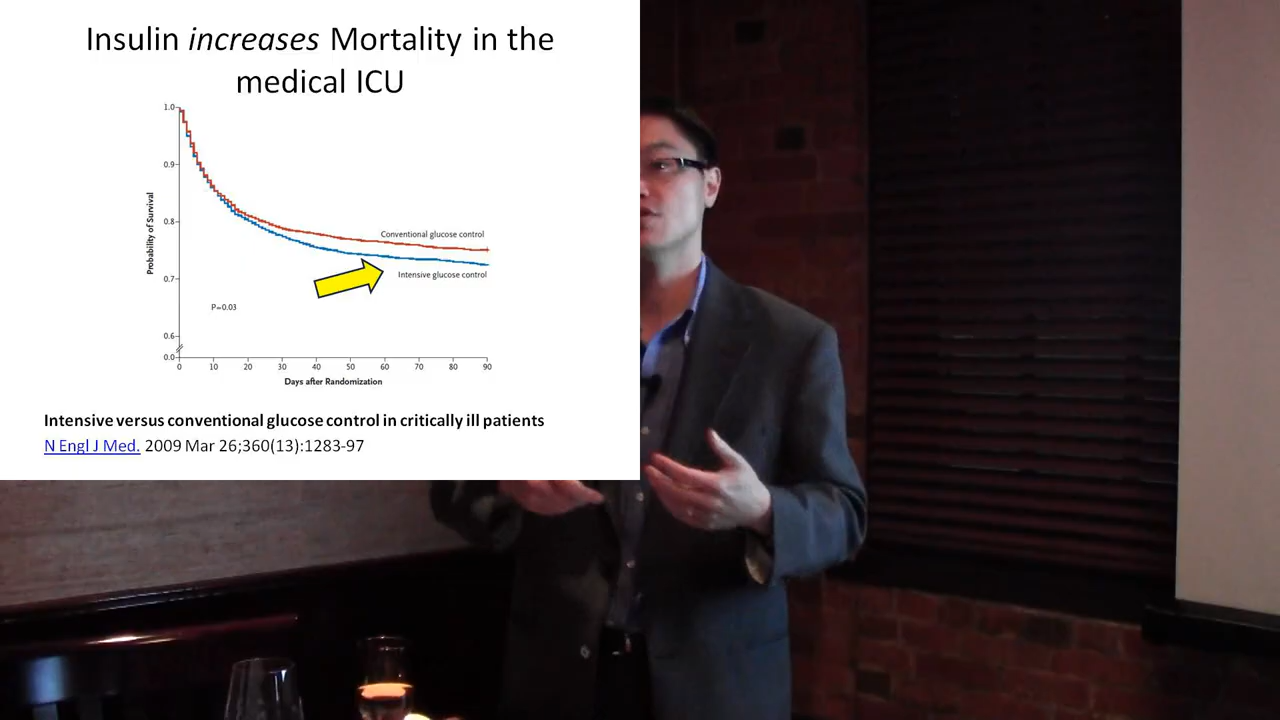 Insulin increases Mortality in the
medical ICU
1.0
0.9
0.8
0.7
0.6
0.0
Probability of Survival
Conventional glucose control
Intensive glucose control
P=0.03
0 10 20 30 40 50 60 70 80 90
Days after Randomization
Intensive versus conventional glucose control in critically ill patients
N Engl J Med. 2009 Mar 26;360(13):1283-97